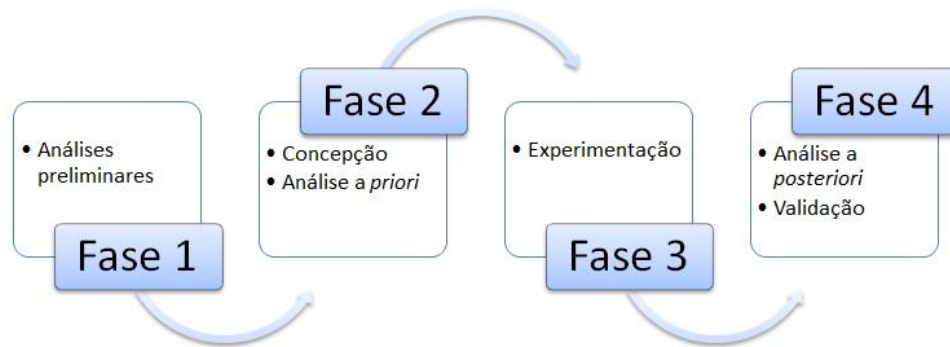 • Análises
preliminares
Fase 1
Fase 2
• Concepção
• Análise a priori
• Experimentação
Fase 3
Fase 4
• Análise a
posteriori
• Validação